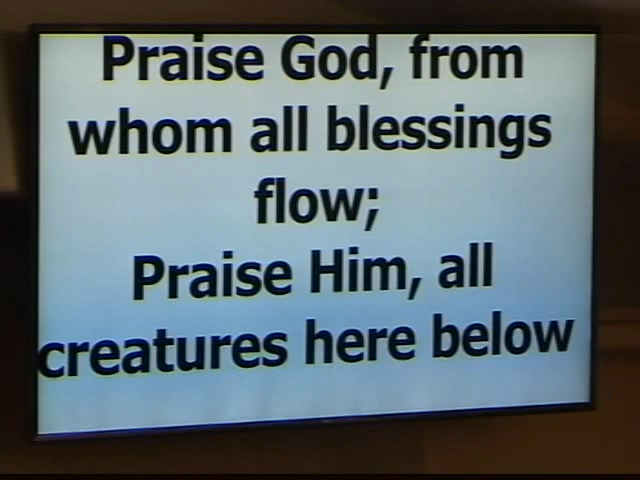 Praise God, from
whom all blessings
flow;
Praise Him, all
creatures here below